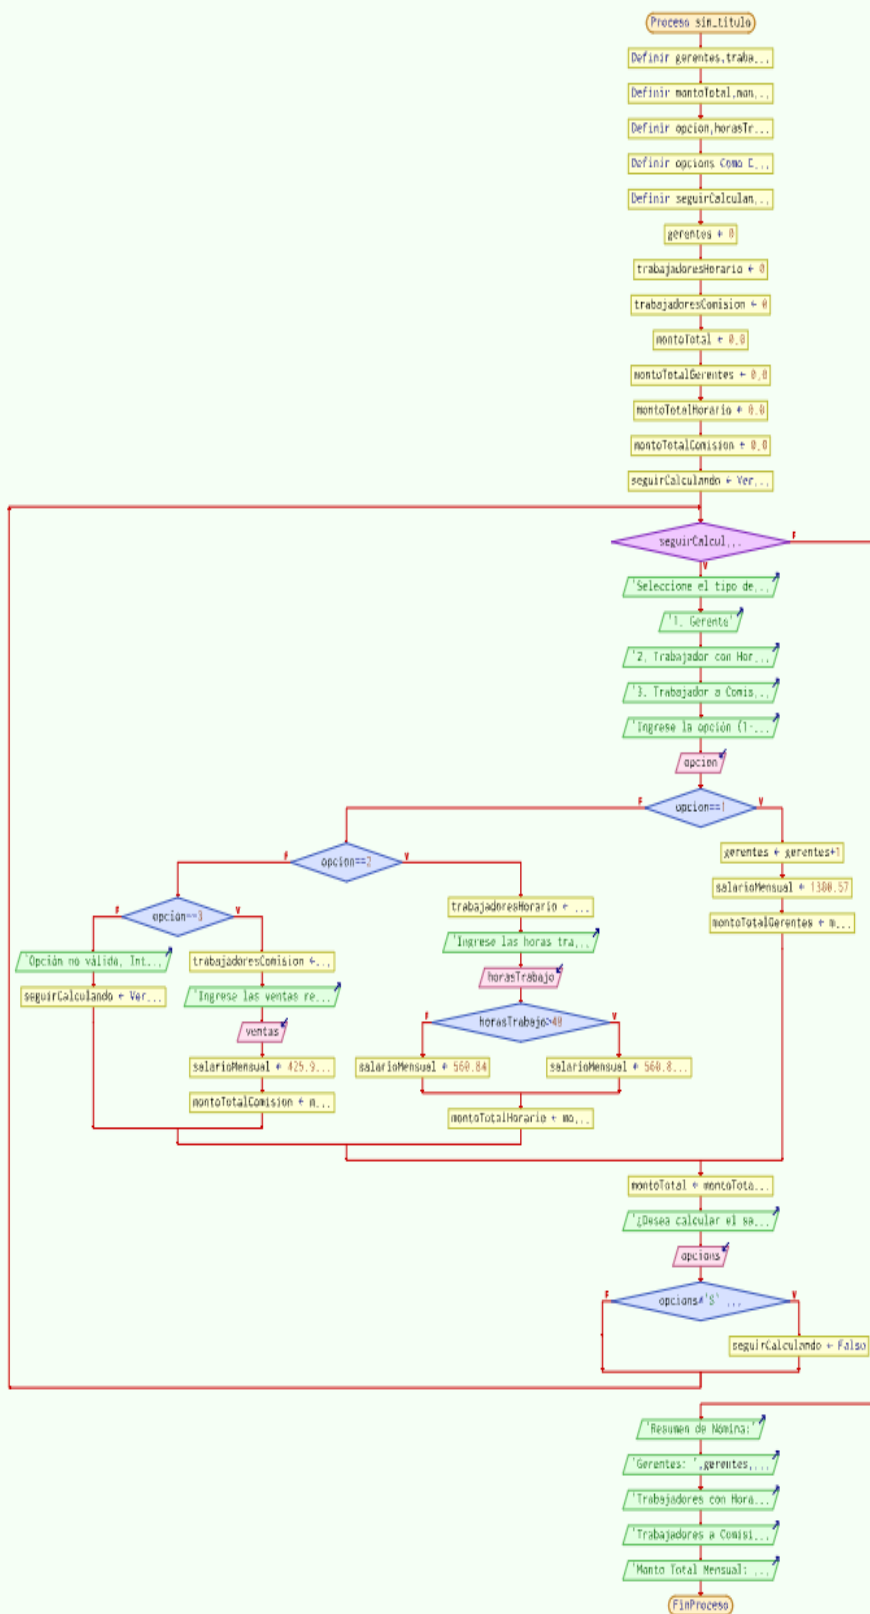 Proceso sin_titulo
Definir gerentes,traba...
Definir montoTotal,mon...
Definir opcion,horasTr...
Definir opcions Como C...
Definir seguirCalculan...
gerentes ← 0
trabajadoresHorario ← 0
trabajadoresComision ← 0
montoTotal ← 0.0
montoTotalGerentes ← 0.0
montoTotalHorario ← 0.0
montoTotalComision ← 0.0
seguirCalculando ← Ver...
seguirCalcul...
F
V
'Seleccione el tipo de...
'1. Gerente'
'2. Trabajador con Hor...
'3. Trabajador a Comis...
'Ingrese la opción (1-...
opcion
F
opcion==1
V
gerentes ← gerentes+1
salarioMensual ← 1300.57
montoTotalGerentes ← m...
F
opcion==2
V
trabajadoresHorario ← ...
'Ingrese las horas tra...
horasTrabajo
F
horasTrabajo>40
V
salarioMensual ← 560.84
salarioMensual ← 560.8...
montoTotalHorario ← mo...
F
opcion==3
V
'Opción no válida. Int...
seguirCalculando ← Ver...
trabajadoresComision ←...
'Ingrese las ventas re...
ventas
salarioMensual ← 425.9...
montoTotalComision ← m...
montoTotal ← montoTota...
'¿Desea calcular el sa...
opcions
F
opcions≠'S' ...
V
seguirCalculando ← Falso
'Resumen de Nómina:'
'Gerentes: ',gerentes,...
'Trabajadores con Hora...
'Trabajadores a Comisi...
'Monto Total Mensual: ...
FinProceso